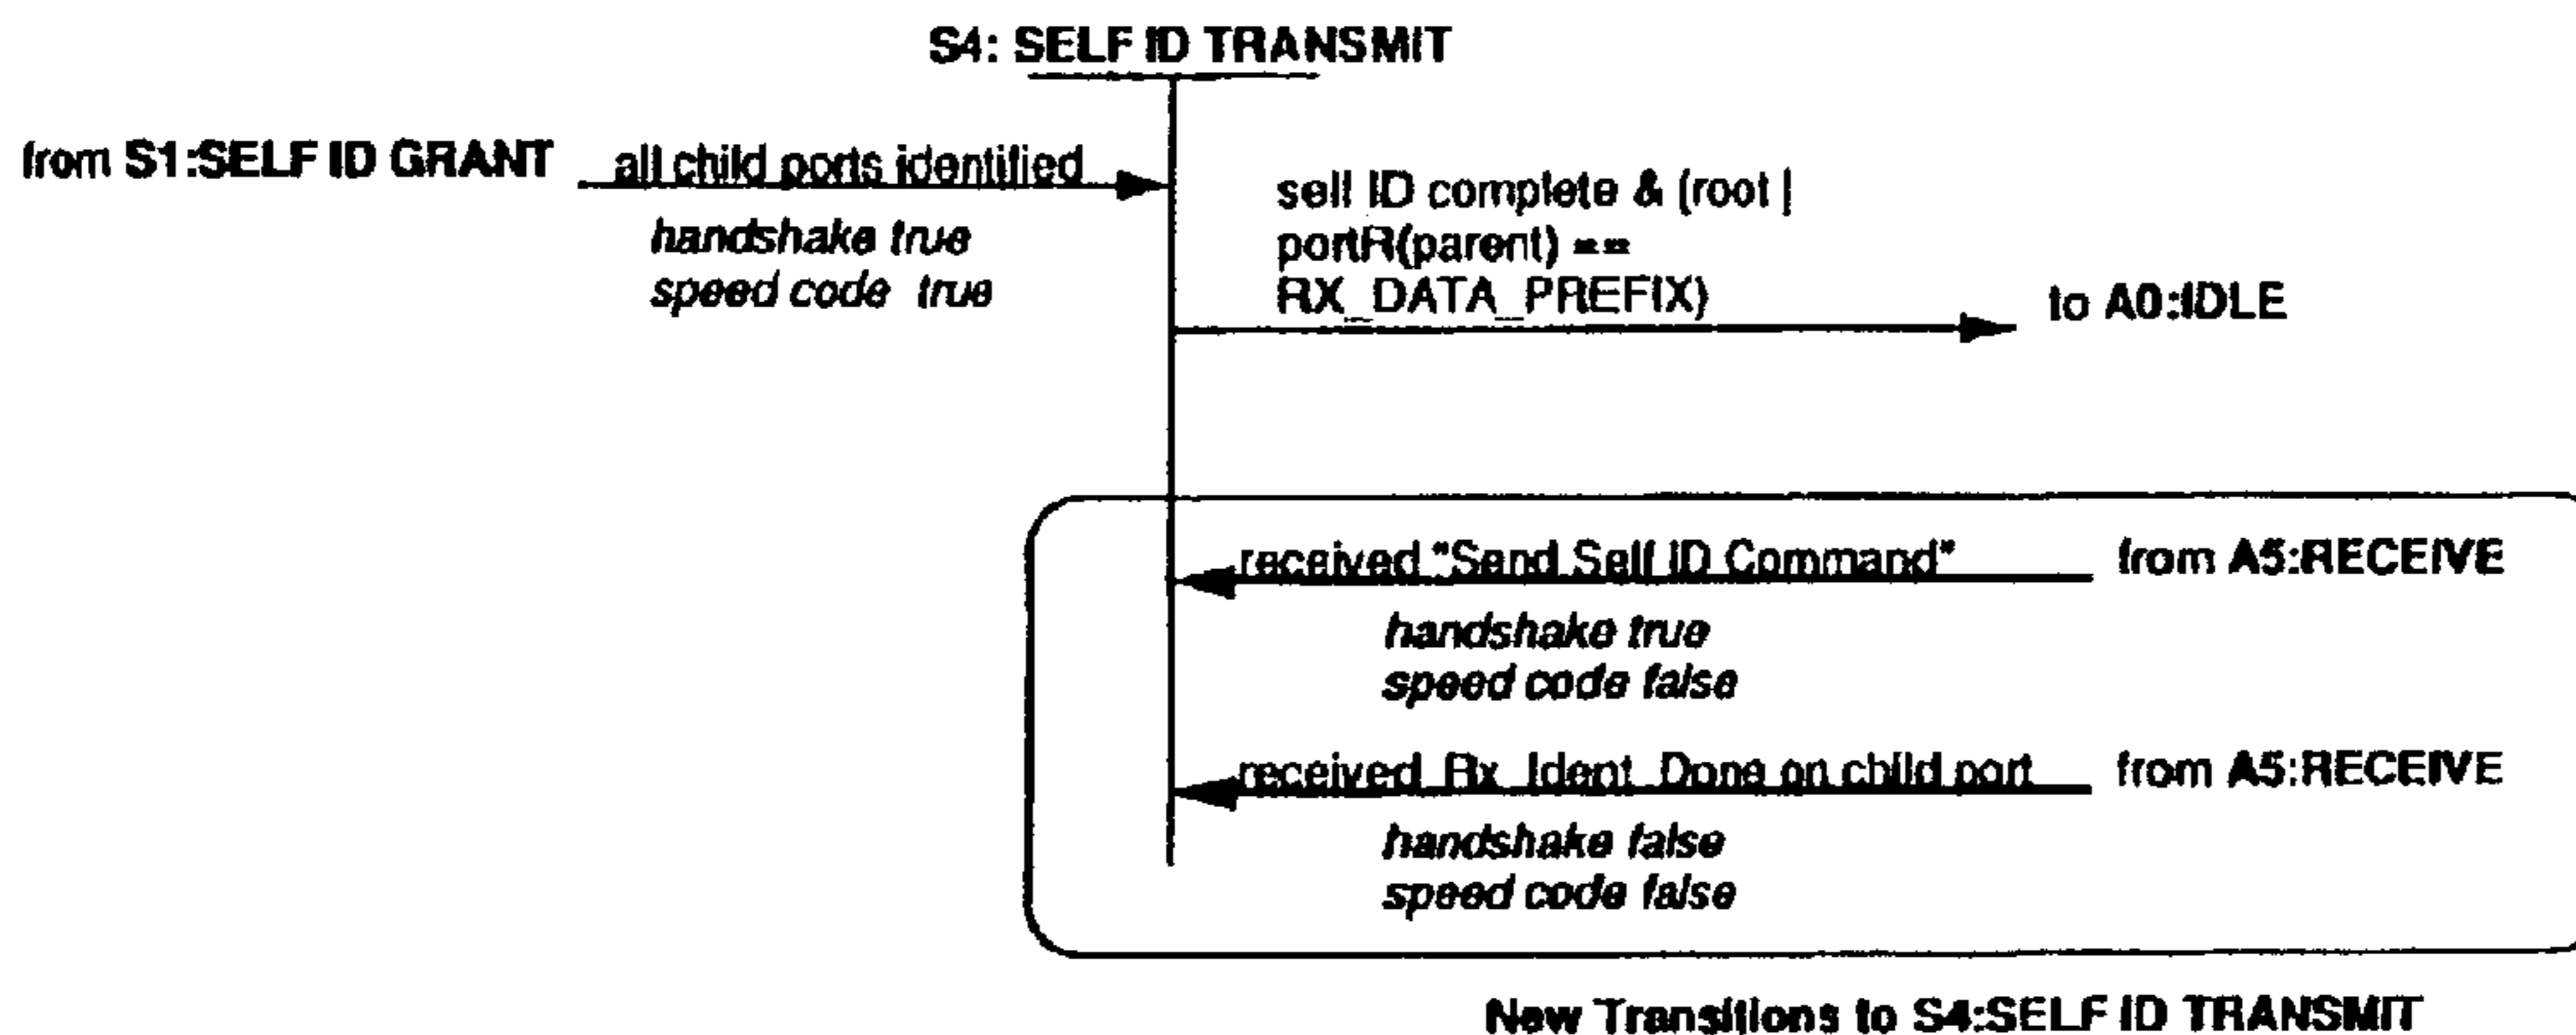 S4: SELF ID TRANSMIT
from S1:SELF ID GRANT
all child ports identified
handshake true
speed code true
self ID complete & (root |
portR(parent) ==
RX_DATA_PREFIX)
to A0:IDLE
received "Send Self ID Command"
from A5:RECEIVE
handshake true
speed code false
received Rx_Ident_Done on child port
from A5:RECEIVE
handshake false
speed code false
New Transitions to S4:SELF ID TRANSMIT